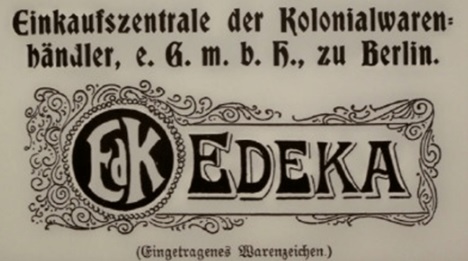 Einkaufszentrale der Kolonialwaren=
händler, e. G. m. b. H., zu Berlin.
EdK EDEKA
(Eingetragenes Warenzeichen.)